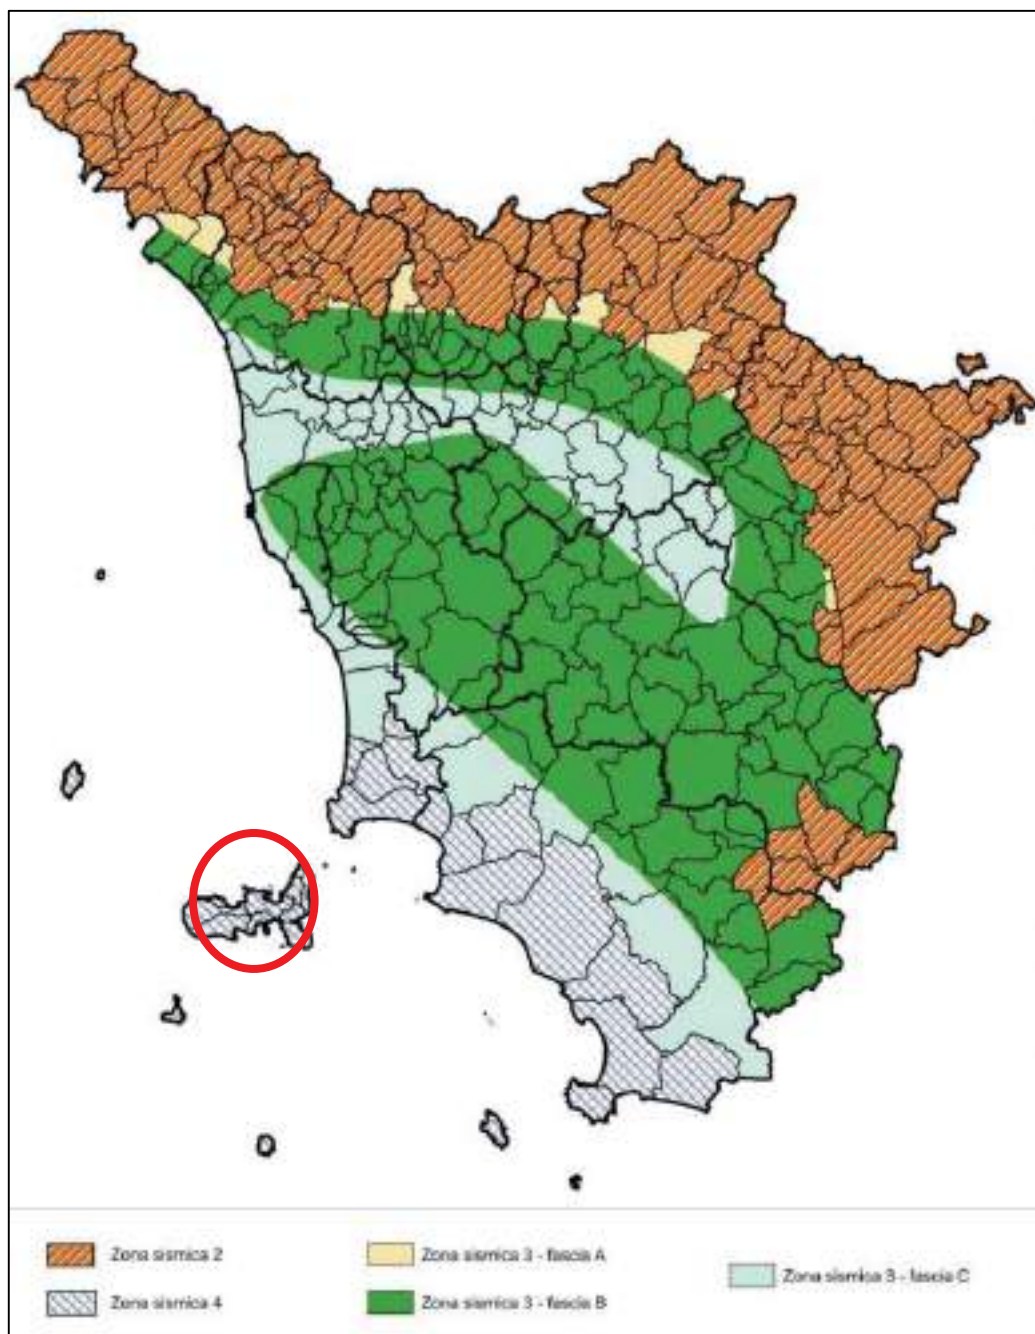 Zona sismica 2
Zona sismica 3 - fascia A
Zona sismica 3 - fascia C
Zona sismica 4
Zona sismica 3 - fascia B